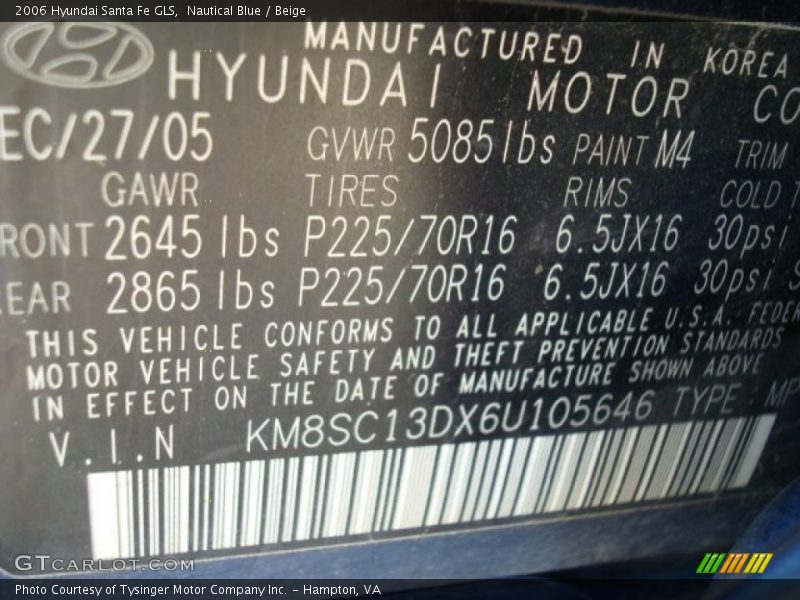 2006 Hyundai Santa Fe GLS,  Nautical Blue / Beige
MANUFACTURED IN KOREA
HYUNDAI MOTOR CO
EC/27/05 GVWR 5085 lbs PAINT M4 TRIM
GAWR TIRES RIMS COLD T
RONT 2645 lbs P225/70R16 6.5JX16 30psi
EAR 2865 lbs P225/70R16 6.5JX16 30psi S
THIS VEHICLE CONFORMS TO ALL APPLICABLE U.S.A. FEDER
MOTOR VEHICLE SAFETY AND THEFT PREVENTION STANDARDS
IN EFFECT ON THE DATE OF MANUFACTURE SHOWN ABOVE
V.I.N KM8SC13DX6U105646 TYPE MP
GTCARLOT.COM
Photo Courtesy of Tysinger Motor Company Inc. – Hampton, VA